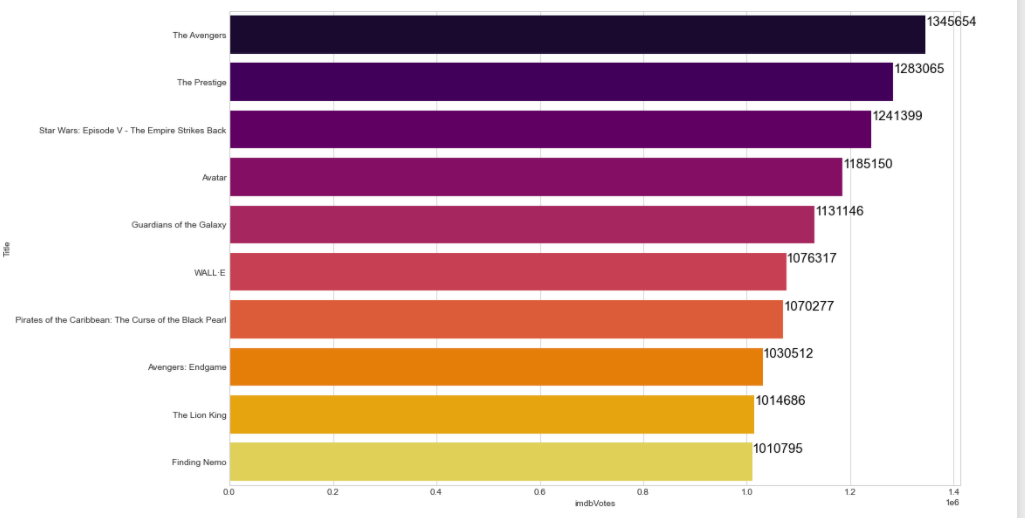 The Avengers 1345654
The Prestige 1283065
Star Wars: Episode V - The Empire Strikes Back 1241399
Avatar 1185150
Guardians of the Galaxy 1131146
Title
WALL·E 1076317
Pirates of the Caribbean: The Curse of the Black Pearl 1070277
Avengers: Endgame 1030512
The Lion King 1014686
Finding Nemo 1010795
0.0 0.2 0.4 0.6 0.8 1.0 1.2 1.4
imdbVotes 1e6